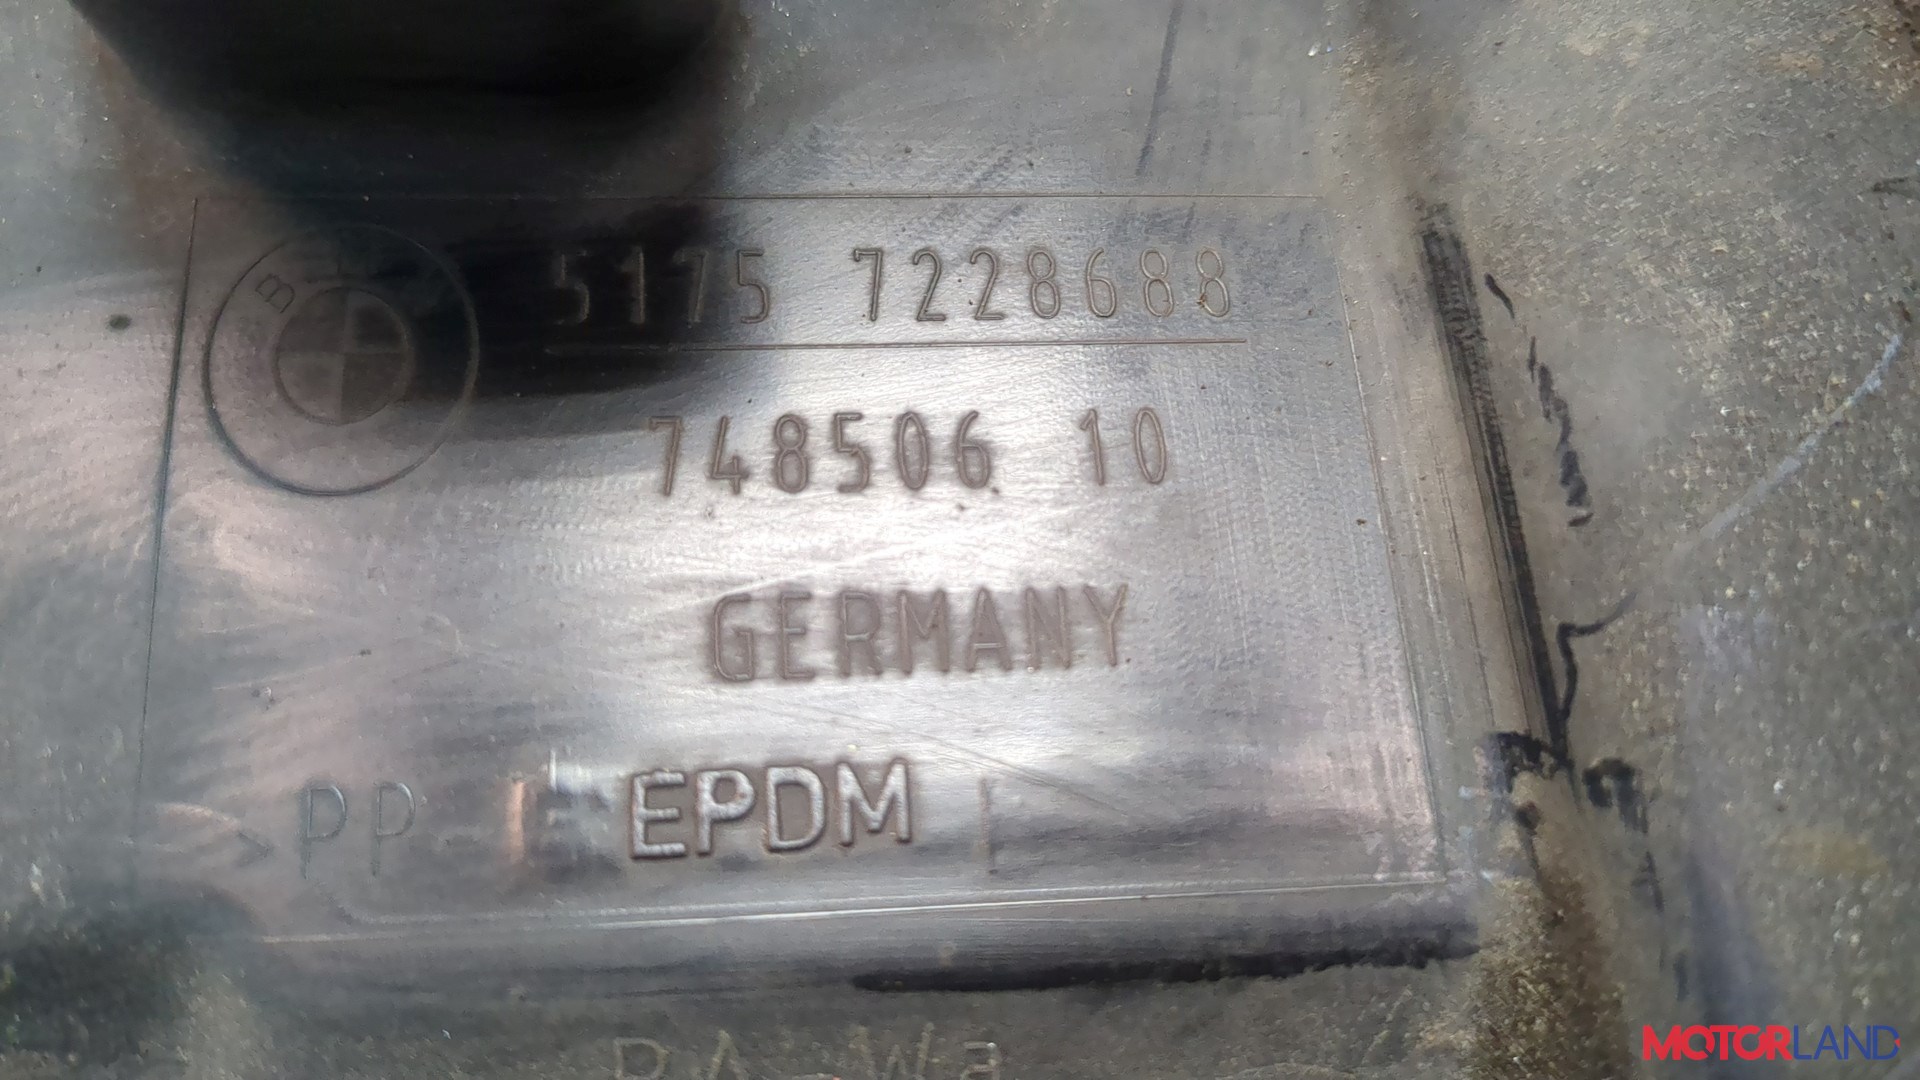 5175 7228688
748506 10
GERMANY
>PP EPDM
MOTORLAND